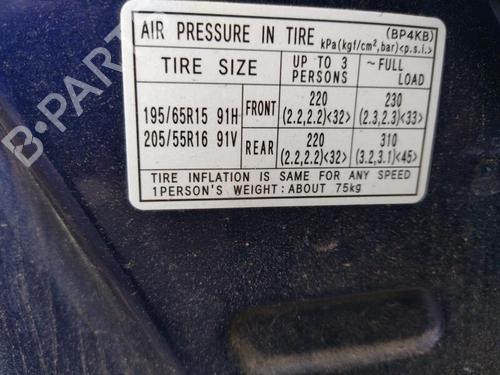 AIR PRESSURE IN TIRE (BP4KB)
kPa(kgf/cm²,bar)<p.s.i.>
TIRE SIZE UP TO 3 PERSONS ~FULL LOAD
195/65R15 91H
205/55R16 91V
FRONT 220 (2.2,2.2)<32> 230 (2.3,2.3)<33>
REAR 220 (2.2,2.2)<32> 310 (3.2,3.1)<45>
TIRE INFLATION IS SAME FOR ANY SPEED
1PERSON'S WEIGHT:ABOUT 75kg